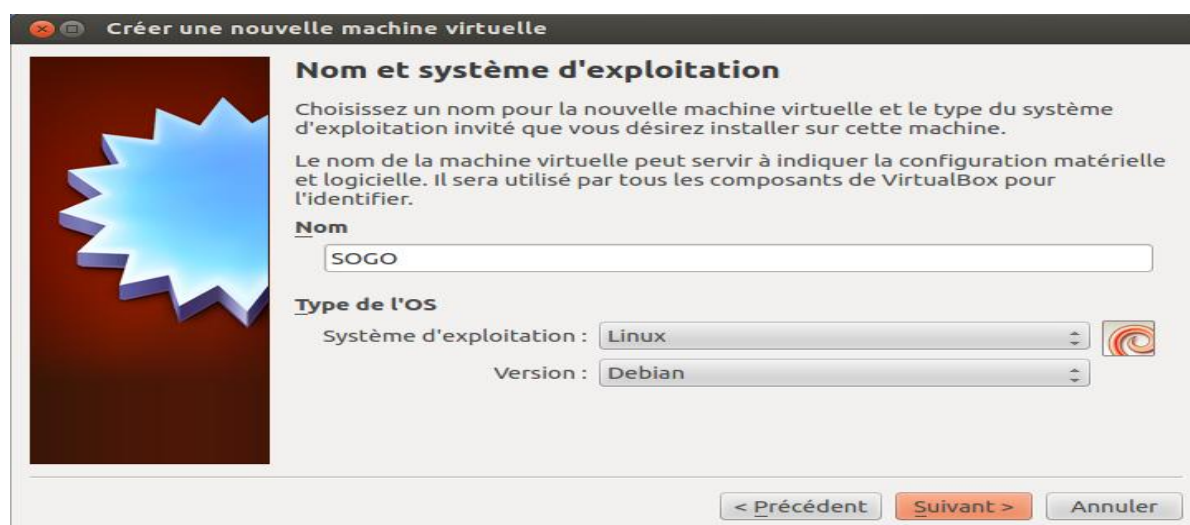 Créer une nouvelle machine virtuelle
Nom et système d'exploitation
Choisissez un nom pour la nouvelle machine virtuelle et le type du système
d'exploitation invité que vous désirez installer sur cette machine.
Le nom de la machine virtuelle peut servir à indiquer la configuration matérielle
et logicielle. Il sera utilisé par tous les composants de VirtualBox pour
l'identifier.
Nom
SOGO
Type de l'OS
Système d'exploitation : Linux
Version : Debian
< Précédent Suivant > Annuler